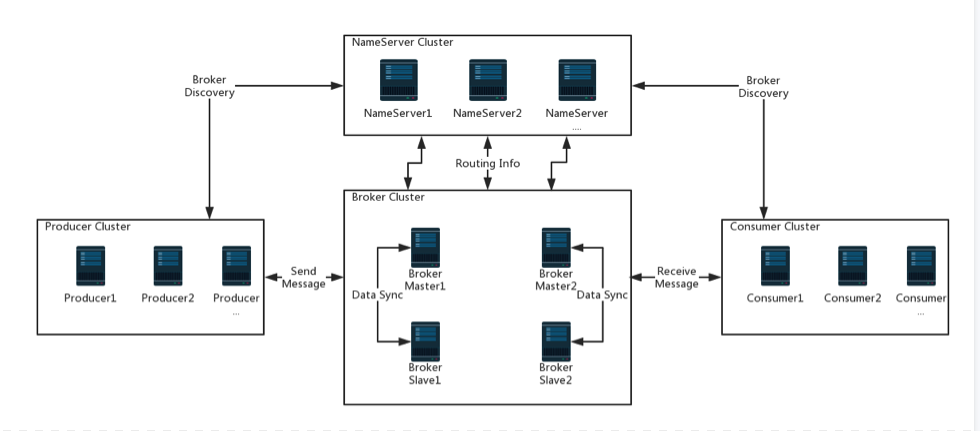 NameServer Cluster
NameServer1
NameServer2
NameServer
....
Broker
Discovery
Broker
Discovery
Routing Info
Broker Cluster
Producer Cluster
Producer1
Producer2
Producer
...
Send
Message
Broker
Master1
Data Sync
Broker
Slave1
Broker
Master2
Data Sync
Broker
Slave2
Receive
Message
Consumer Cluster
Consumer1
Consumer2
Consumer
...